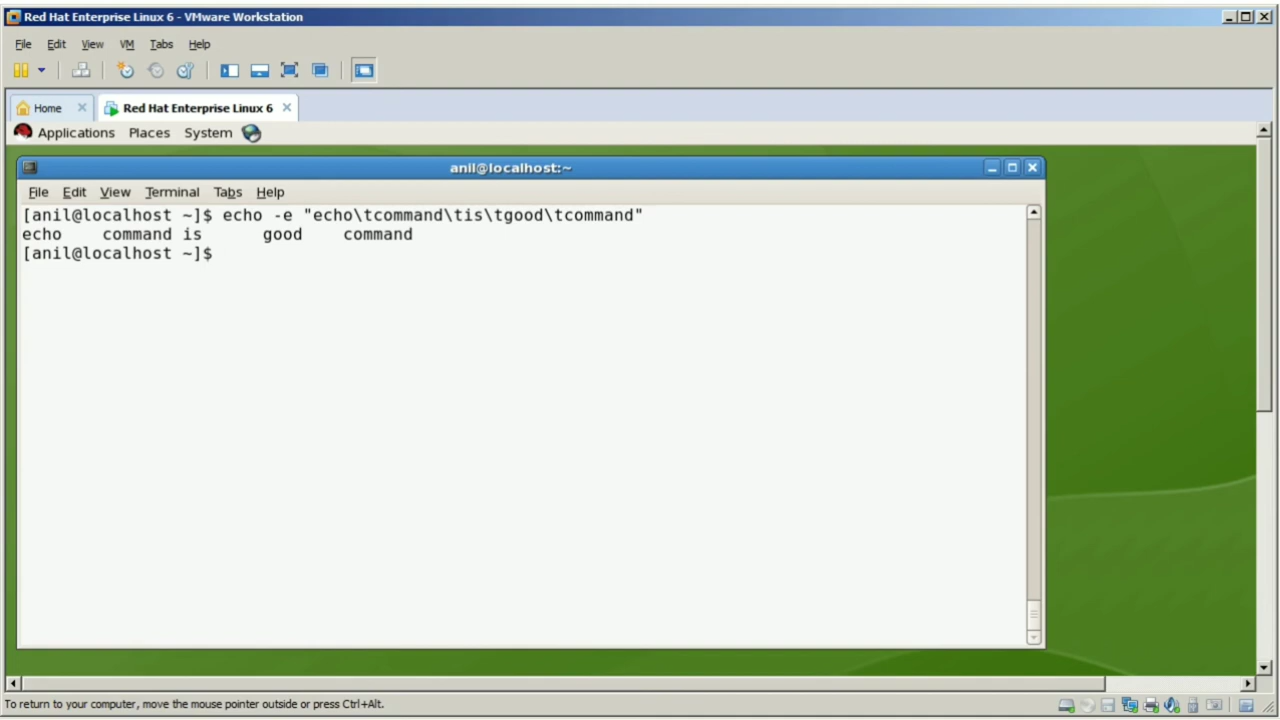 Red Hat Enterprise Linux 6 - VMware Workstation
File Edit View VM Tabs Help
Home Red Hat Enterprise Linux 6
Applications Places System
anil@localhost:~
File Edit View Terminal Tabs Help
[anil@localhost ~]$ echo -e "echo\tcommand\tis\tgood\tcommand"
echo    command is      good    command
[anil@localhost ~]$
To return to your computer, move the mouse pointer outside or press Ctrl+Alt.